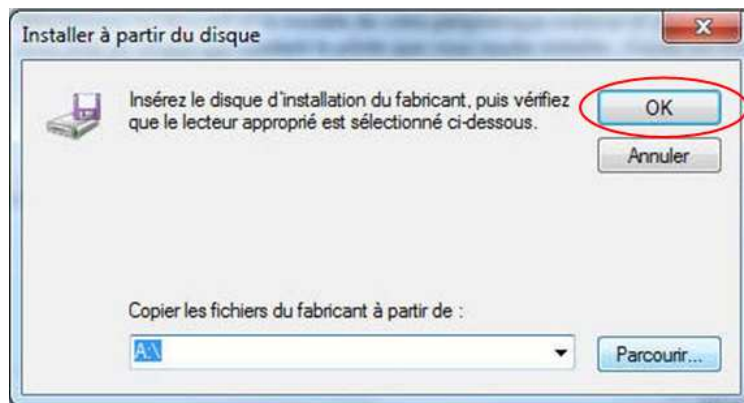 Installer à partir du disque
Insérez le disque d'installation du fabricant, puis vérifiez
que le lecteur approprié est sélectionné ci-dessous.
OK
Annuler
Copier les fichiers du fabricant à partir de :
A:\
Parcourir...